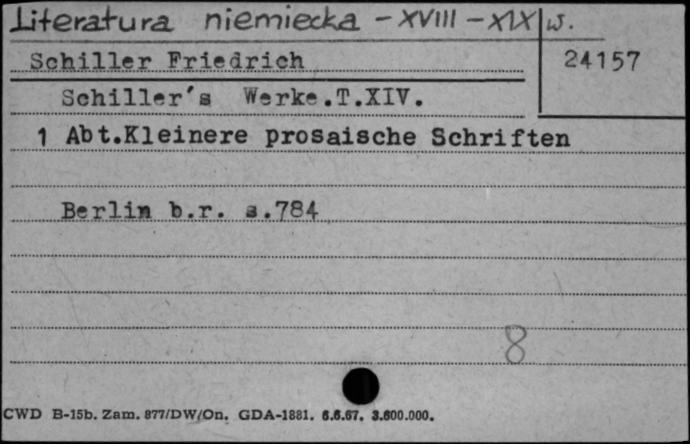 Literatura niemiecka - XVIII - XIX w.
Schiller Friedrich
24157
Schiller's Werke.T.XIV.
1 Abt.Kleinere prosaische Schriften
Berlin b.r. s.784
8
CWD B-15b. Zam. 877/DW/On. GDA-1881. 6.6.67. 3.600.000.